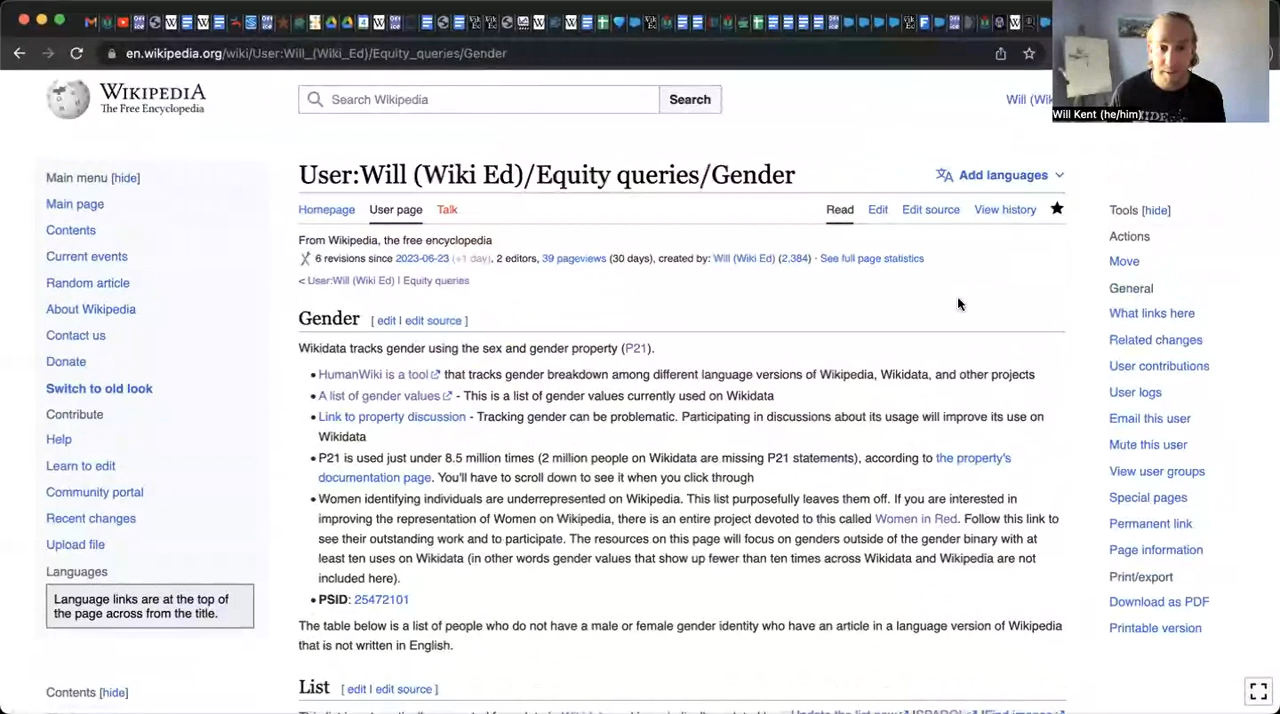 en.wikipedia.org/wiki/User:Will_(Wiki_Ed)/Equity_queries/Gender
WIKIPEDIA
The Free Encyclopedia
Search Wikipedia
Search
Will (Wik
Will Kent (he/him)
Main menu [hide]
Main page
Contents
Current events
Random article
About Wikipedia
Contact us
Donate
Switch to old look
Contribute
Help
Learn to edit
Community portal
Recent changes
Upload file
Languages
Language links are at the top of
the page across from the title.
Contents [hide]
User:Will (Wiki Ed)/Equity queries/Gender
Add languages
Homepage User page Talk Read Edit Edit source View history
From Wikipedia, the free encyclopedia
6 revisions since 2023-06-23 (+1 day), 2 editors, 39 pageviews (30 days), created by: Will (Wiki Ed) (2,384) · See full page statistics
< User:Will (Wiki Ed) | Equity queries
Gender [ edit | edit source ]
Wikidata tracks gender using the sex and gender property (P21).
• HumanWiki is a tool that tracks gender breakdown among different language versions of Wikipedia, Wikidata, and other projects
• A list of gender values - This is a list of gender values currently used on Wikidata
• Link to property discussion - Tracking gender can be problematic. Participating in discussions about its usage will improve its use on
Wikidata
• P21 is used just under 8.5 million times (2 million people on Wikidata are missing P21 statements), according to the property's
documentation page. You'll have to scroll down to see it when you click through
• Women identifying individuals are underrepresented on Wikipedia. This list purposefully leaves them off. If you are interested in
improving the representation of Women on Wikipedia, there is an entire project devoted to this called Women in Red. Follow this link to
see their outstanding work and to participate. The resources on this page will focus on genders outside of the gender binary with at
least ten uses on Wikidata (in other words gender values that show up fewer than ten times across Wikidata and Wikipedia are not
included here).
• PSID: 25472101
The table below is a list of people who do not have a male or female gender identity who have an article in a language version of Wikipedia
that is not written in English.
List [ edit | edit source ]
Tools [hide]
Actions
Move
General
What links here
Related changes
User contributions
User logs
Email this user
Mute this user
View user groups
Special pages
Permanent link
Page information
Print/export
Download as PDF
Printable version